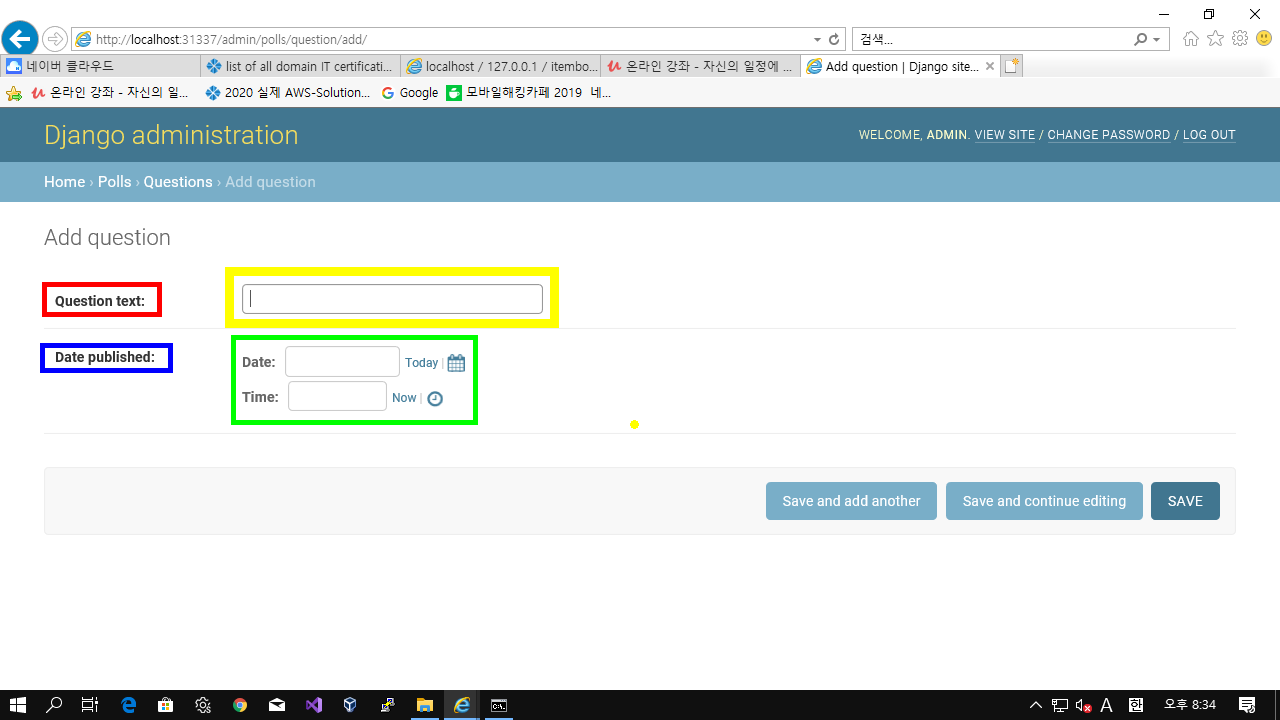 http://localhost:31337/admin/polls/question/add/
검색...
네이버 클라우드
list of all domain IT certificati...
localhost / 127.0.0.1 / itembo...
온라인 강좌 - 자신의 일정에 ...
Add question | Django site...
온라인 강좌 - 자신의 일...
2020 실제 AWS-Solution...
Google
모바일해킹카페 2019 네...
Django administration
WELCOME, ADMIN. VIEW SITE / CHANGE PASSWORD / LOG OUT
Home › Polls › Questions › Add question
Add question
Question text:
Date published:
Date:
Today |
Time:
Now |
Save and add another
Save and continue editing
SAVE
A
한
오후 8:34